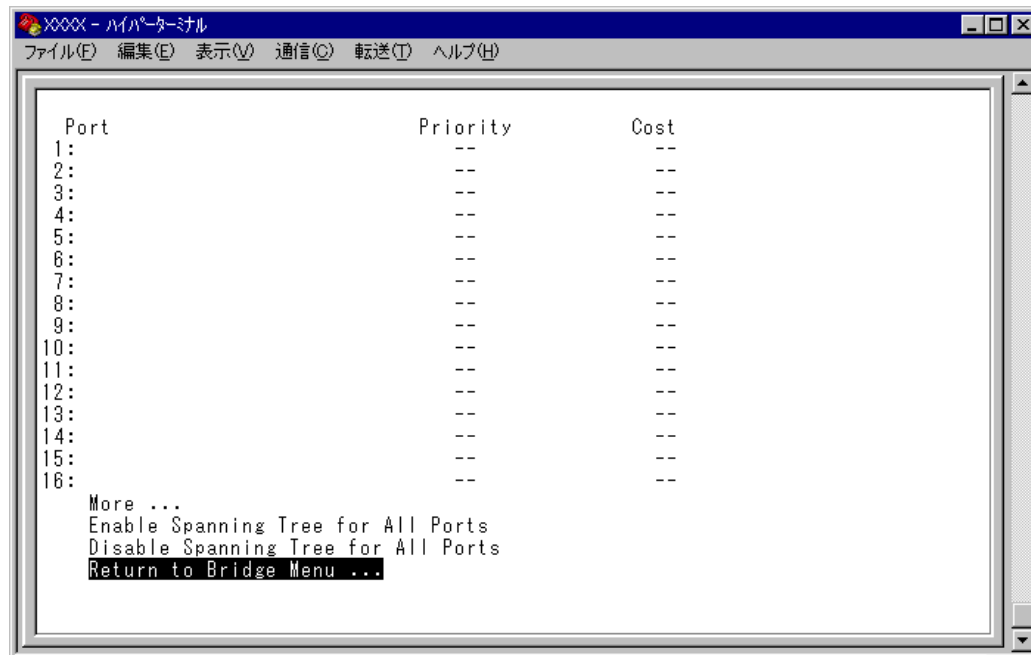 XXXX - ハイパーターミナル
ファイル(F) 編集(E) 表示(V) 通信(C) 転送(T) ヘルプ(H)
Port Priority Cost
1: -- --
2: -- --
3: -- --
4: -- --
5: -- --
6: -- --
7: -- --
8: -- --
9: -- --
10: -- --
11: -- --
12: -- --
13: -- --
14: -- --
15: -- --
16: -- --
More ...
Enable Spanning Tree for All Ports
Disable Spanning Tree for All Ports
Return to Bridge Menu ...